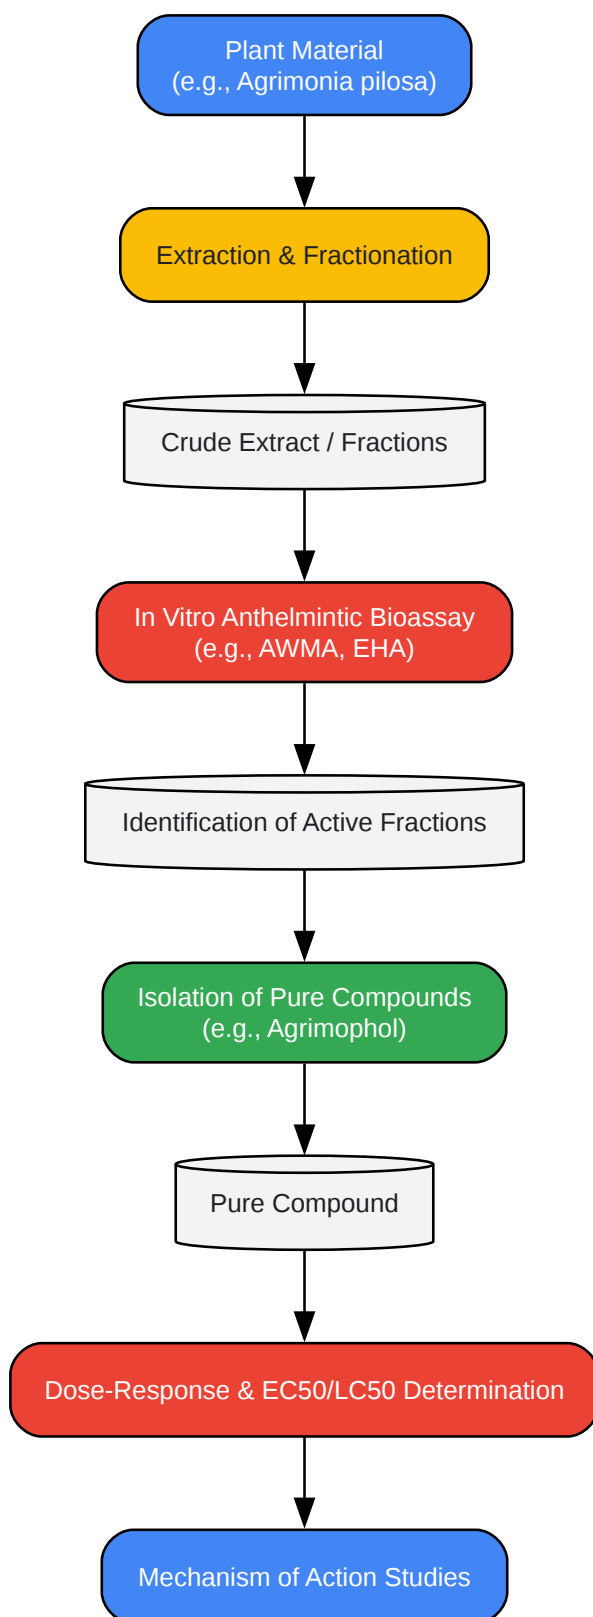 Plant Material
(e.g., Agrimonia pilosa)
Extraction & Fractionation
Crude Extract / Fractions
In Vitro Anthelmintic Bioassay
(e.g., AWMA, EHA)
Identification of Active Fractions
Isolation of Pure Compounds
(e.g., Agrimophol)
Pure Compound
Dose-Response & EC50/LC50 Determination
Mechanism of Action Studies